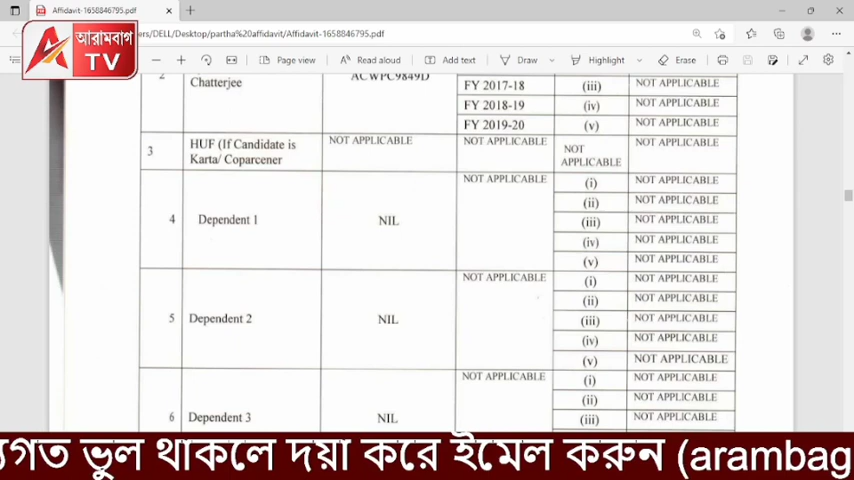 Affidavit-1658846795.pdf
ers/DELL/Desktop/partha%20affidavit/Affidavit-1658846795.pdf
আরামবাগ
TV
Page view
Read aloud
Add text
Draw
Highlight
Erase
2 Chatterjee ACWPC9849D
FY 2017-18 (iii) NOT APPLICABLE
FY 2018-19 (iv) NOT APPLICABLE
FY 2019-20 (v) NOT APPLICABLE
3 HUF (If Candidate is Karta/ Coparcener NOT APPLICABLE NOT APPLICABLE NOT APPLICABLE NOT APPLICABLE
4 Dependent 1 NIL NOT APPLICABLE
(i) NOT APPLICABLE
(ii) NOT APPLICABLE
(iii) NOT APPLICABLE
(iv) NOT APPLICABLE
(v) NOT APPLICABLE
5 Dependent 2 NIL NOT APPLICABLE
(i) NOT APPLICABLE
(ii) NOT APPLICABLE
(iii) NOT APPLICABLE
(iv) NOT APPLICABLE
(v) NOT APPLICABLE
6 Dependent 3 NIL NOT APPLICABLE
(i) NOT APPLICABLE
(ii) NOT APPLICABLE
(iii) NOT APPLICABLE
ভুল থাকলে দয়া করে ইমেল করুন (arambag